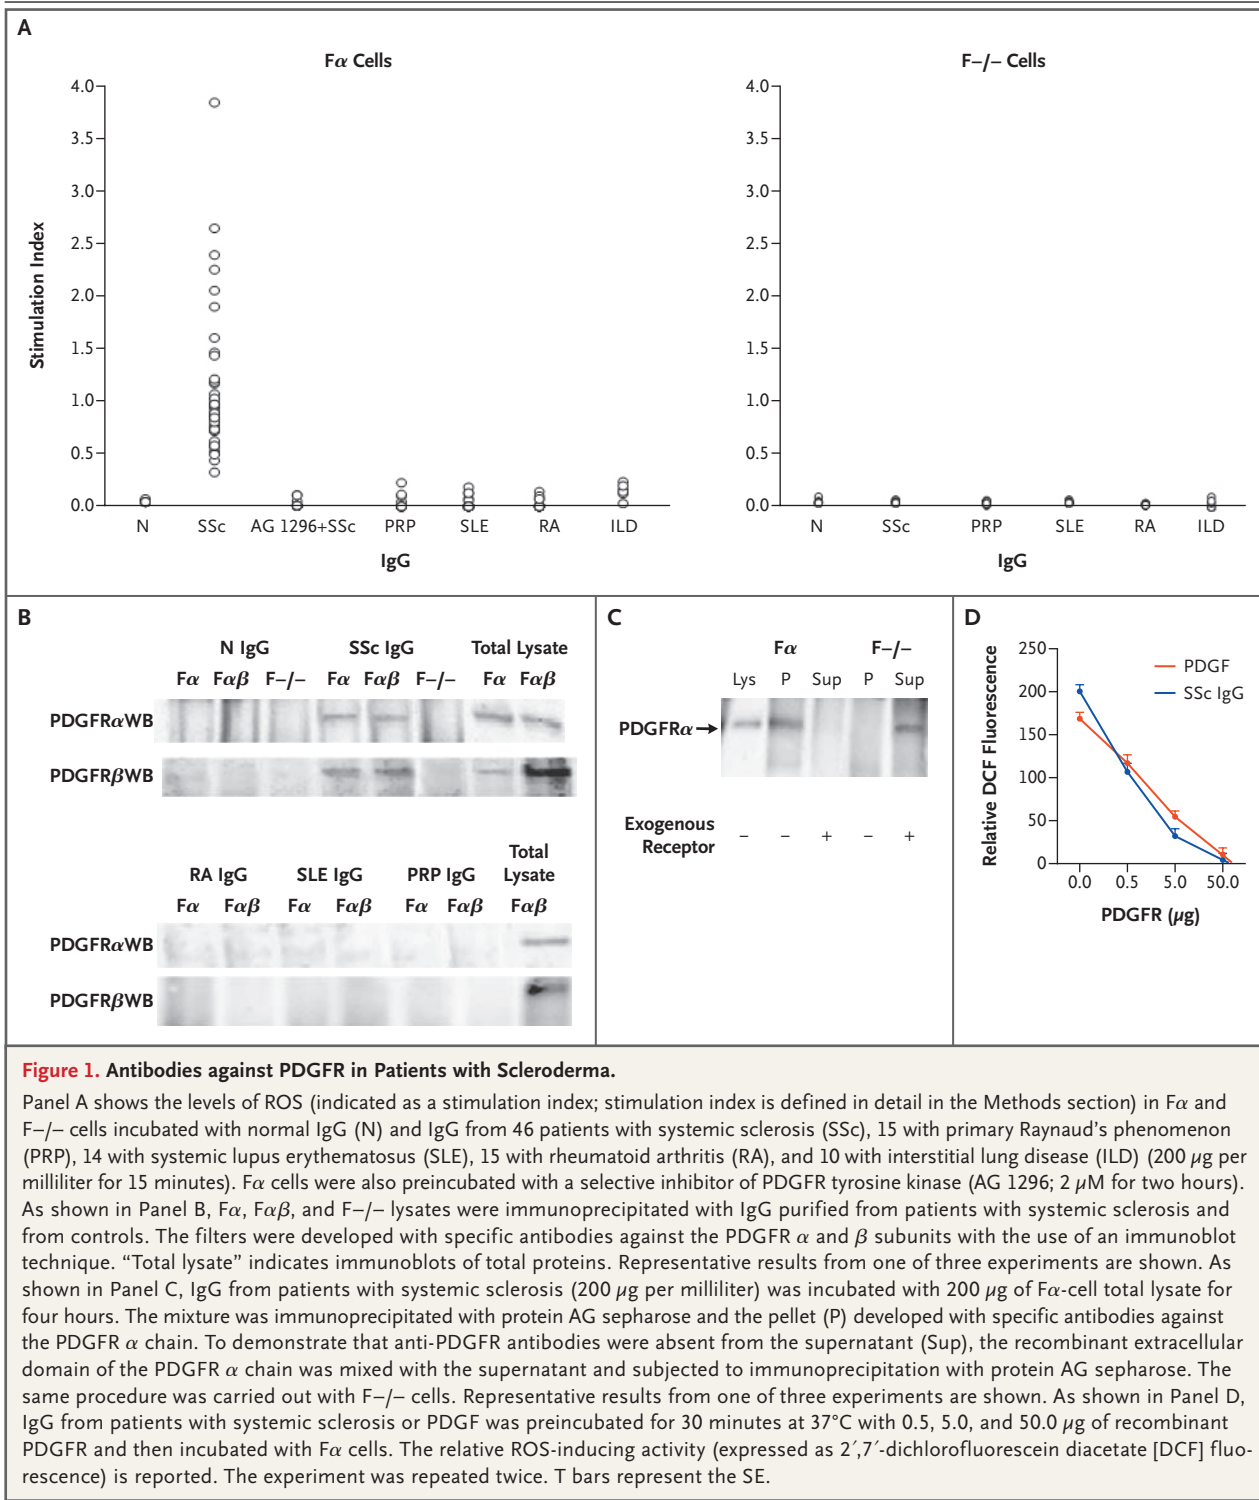 A
Fα Cells
F–/– Cells
4.0
3.5
3.0
2.5
2.0
1.5
1.0
0.5
0.0
Stimulation Index
N SSc AG 1296+SSc PRP SLE RA ILD
IgG
4.0
3.5
3.0
2.5
2.0
1.5
1.0
0.5
0.0
N SSc PRP SLE RA ILD
IgG
B
N IgG SSc IgG Total Lysate
Fα Fαβ F–/– Fα Fαβ F–/– Fα Fαβ
PDGFRαWB
PDGFRβWB
Total
Lysate
RA IgG SLE IgG PRP IgG
Fα Fαβ Fα Fαβ Fα Fαβ Fαβ
PDGFRαWB
PDGFRβWB
C
Fα F–/–
Lys P Sup P Sup
PDGFRα
Exogenous
Receptor
– – + – +
D
250
200
150
100
50
0
Relative DCF Fluorescence
PDGF
SSc IgG
0.0 0.5 5.0 50.0
PDGFR (μg)
Figure 1. Antibodies against PDGFR in Patients with Scleroderma.
Panel A shows the levels of ROS (indicated as a stimulation index; stimulation index is defined in detail in the Methods section) in Fα and
F–/– cells incubated with normal IgG (N) and IgG from 46 patients with systemic sclerosis (SSc), 15 with primary Raynaud's phenomenon
(PRP), 14 with systemic lupus erythematosus (SLE), 15 with rheumatoid arthritis (RA), and 10 with interstitial lung disease (ILD) (200 μg per
milliliter for 15 minutes). Fα cells were also preincubated with a selective inhibitor of PDGFR tyrosine kinase (AG 1296; 2 μM for two hours).
As shown in Panel B, Fα, Fαβ, and F–/– lysates were immunoprecipitated with IgG purified from patients with systemic sclerosis and
from controls. The filters were developed with specific antibodies against the PDGFR α and β subunits with the use of an immunoblot
technique. “Total lysate” indicates immunoblots of total proteins. Representative results from one of three experiments are shown. As
shown in Panel C, IgG from patients with systemic sclerosis (200 μg per milliliter) was incubated with 200 μg of Fα-cell total lysate for
four hours. The mixture was immunoprecipitated with protein AG sepharose and the pellet (P) developed with specific antibodies against
the PDGFR α chain. To demonstrate that anti-PDGFR antibodies were absent from the supernatant (Sup), the recombinant extracellular
domain of the PDGFR α chain was mixed with the supernatant and subjected to immunoprecipitation with protein AG sepharose. The
same procedure was carried out with F–/– cells. Representative results from one of three experiments are shown. As shown in Panel D,
IgG from patients with systemic sclerosis or PDGF was preincubated for 30 minutes at 37°C with 0.5, 5.0, and 50.0 μg of recombinant
PDGFR and then incubated with Fα cells. The relative ROS-inducing activity (expressed as 2′,7′-dichlorofluorescein diacetate [DCF] fluo-
rescence) is reported. The experiment was repeated twice. T bars represent the SE.